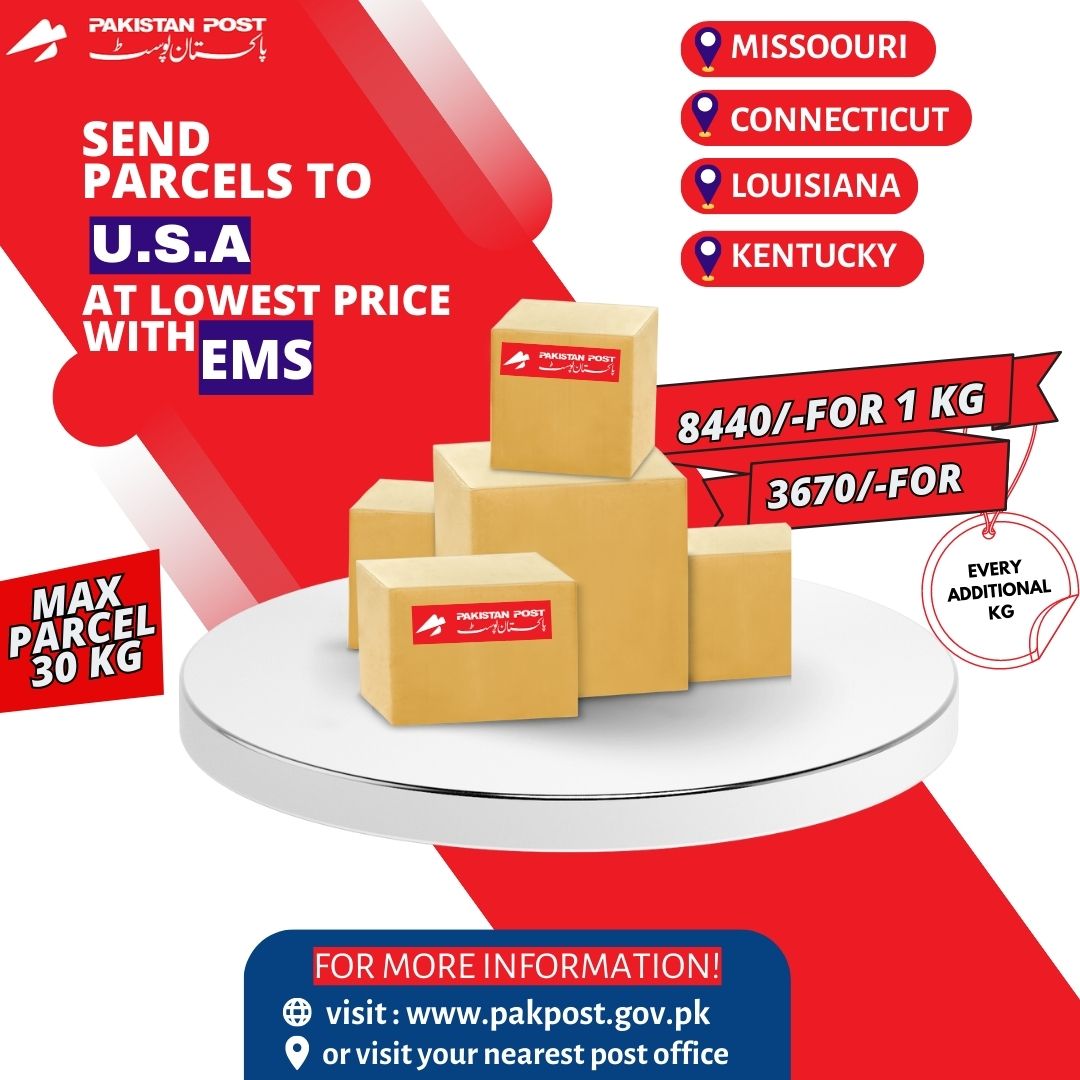 PAKISTAN POST
پاکستان پوسٹ
SEND
PARCELS TO
U.S.A
AT LOWEST PRICE
WITH EMS
MISSOOURI
CONNECTICUT
LOUISIANA
KENTUCKY
PAKISTAN POST
پاکستان پوسٹ
8440/-FOR 1 KG
3670/-FOR
EVERY
ADDITIONAL
KG
MAX
PARCEL
30 KG
PAKISTAN POST
پاکستان پوسٹ
FOR MORE INFORMATION!
visit : www.pakpost.gov.pk
or visit your nearest post office